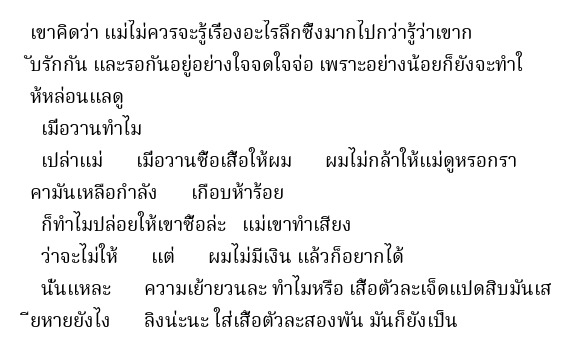 เขาคิดว่า แม่ไม่ควรจะรู้เรื่องอะไรลึกซึ้งมากไปกว่ารู้ว่าเขาก
ับรักกัน และรอกันอยู่อย่างใจจดใจจ่อ เพราะอย่างน้อยก็ยังจะทำใ
ห้หล่อนแลดู
เมื่อวานทำไม
เปล่าแม่ เมื่อวานซื้อเสื้อให้ผม ผมไม่กล้าให้แม่ดูหรอกรา
คามันเหลือกำลัง เกือบห้าร้อย
ก็ทำไมปล่อยให้เขาซื้อล่ะ แม่เขาทำเสียง
ว่าจะไม่ให้ แต่ ผมไม่มีเงิน แล้วก็อยากได้
นั่นแหละ ความเย้ายวนละ ทำไมหรือ เสื้อตัวละเจ็ดแปดสิบมันเส
ียหายยังไง ลิงน่ะนะ ใส่เสื้อตัวละสองพัน มันก็ยังเป็น